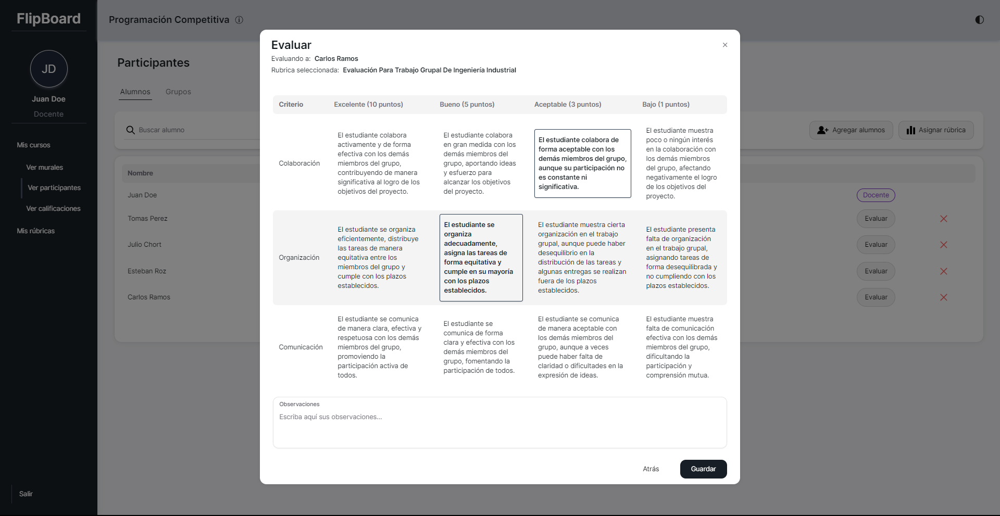 FlipBoard
JD
Juan Doe
Docente
Mis cursos
Ver murales
Ver participantes
Ver calificaciones
Mis rúbricas
Salir
Programación Competitiva
Participantes
Alumnos Grupos
Buscar alumno
Agregar alumnos Asignar rúbrica
Nombre
Juan Doe Docente
Tomas Perez Evaluar
Julio Chort Evaluar
Esteban Roz Evaluar
Carlos Ramos Evaluar
Evaluar
Evaluando a: Carlos Ramos
Rubrica seleccionada: Evaluación Para Trabajo Grupal De Ingeniería Industrial
Criterio Excelente (10 puntos) Bueno (5 puntos) Aceptable (3 puntos) Bajo (1 puntos)
Colaboración
El estudiante colabora
activamente y de forma
efectiva con los demás
miembros del grupo,
contribuyendo de manera
significativa al logro de los
objetivos del proyecto.
El estudiante colabora
en gran medida con los
demás miembros del
grupo, aportando ideas
y esfuerzo para
alcanzar los objetivos
del proyecto.
El estudiante colabora de
forma aceptable con los
demás miembros del grupo,
aunque su participación no
es constante ni
significativa.
El estudiante muestra
poco o ningún interés
en la colaboración con
los demás miembros
del grupo, afectando
negativamente el logro
de los objetivos del
proyecto.
Organización
El estudiante se organiza
eficientemente, distribuye
las tareas de manera
equitativa entre los
miembros del grupo y
cumple con los plazos
establecidos.
El estudiante se
organiza
adecuadamente,
asigna las tareas de
forma equitativa y
cumple en su mayoría
con los plazos
establecidos.
El estudiante muestra cierta
organización en el trabajo
grupal, aunque puede haber
desequilibrio en la
distribución de las tareas y
algunas entregas se realizan
fuera de los plazos
establecidos.
El estudiante presenta
falta de organización
en el trabajo grupal,
asignando tareas de
forma desequilibrada y
no cumpliendo con los
plazos establecidos.
Comunicación
El estudiante se comunica
de manera clara, efectiva y
respetuosa con los demás
miembros del grupo,
promoviendo la
participación activa de
todos.
El estudiante se
comunica de forma
clara y efectiva con los
demás miembros del
grupo, fomentando la
participación de todos.
El estudiante se comunica
de manera aceptable con
los demás miembros del
grupo, aunque a veces
puede haber falta de
claridad o dificultades en la
expresión de ideas.
El estudiante muestra
falta de comunicación
efectiva con los demás
miembros del grupo,
dificultando la
participación y
comprensión mutua.
Observaciones
Escriba aquí sus observaciones...
Atrás Guardar